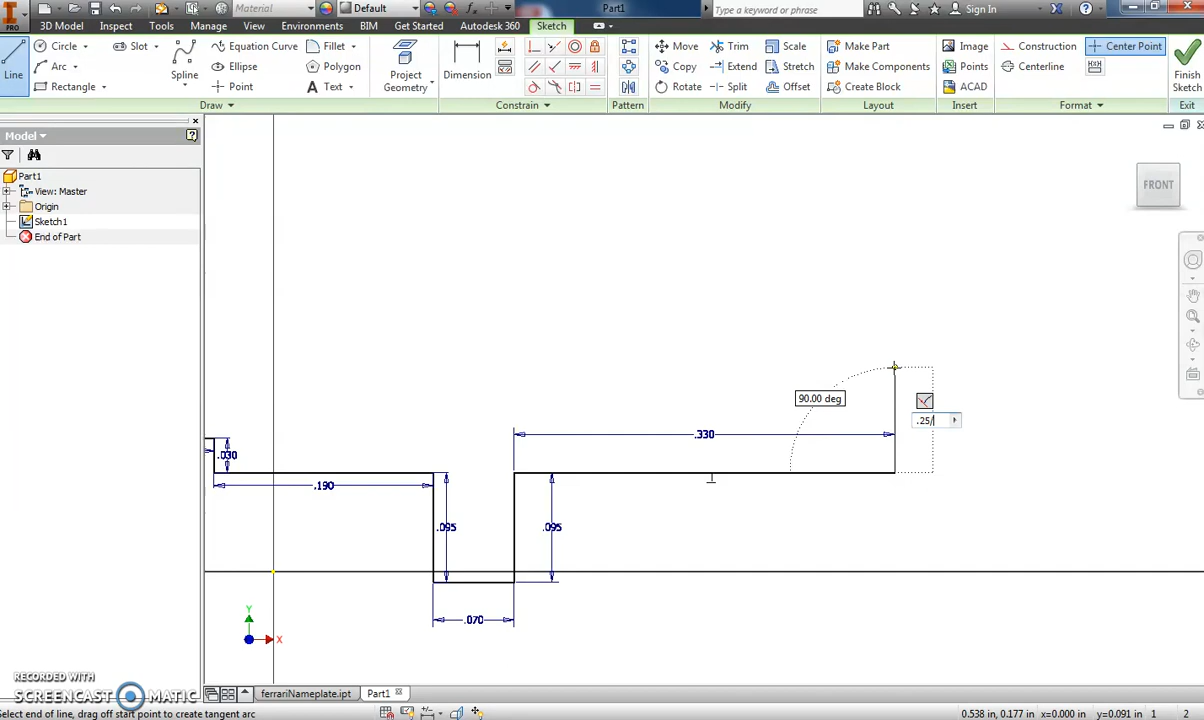 PRO
Material
Default
Part1
Type a keyword or phrase
Sign In
3D Model
Inspect
Tools
Manage
View
Environments
Get Started
Autodesk 360
Sketch
Line
Circle
Arc
Rectangle
Slot
Spline
Equation Curve
Ellipse
Point
Fillet
Polygon
Text
Project
Geometry
Dimension
Move
Copy
Rotate
Trim
Extend
Split
Scale
Stretch
Offset
Make Part
Make Components
Create Block
Image
Points
ACAD
Construction
Centerline
Center Point
Finish
Sketch
Draw
Constrain
Pattern
Modify
Layout
Insert
Format
Exit
Model
Part1
View: Master
Origin
Sketch1
End of Part
FRONT
90.00 deg
.25/
.330
.030
.190
.095
.095
.070
Y
X
RECORDED WITH
SCREENCAST MATIC
ferrariNameplate.ipt
Part1
Select end of line, drag off start point to create tangent arc
0.538 in, 0.177 in
x=0.000 in
y=0.091 in
1
2